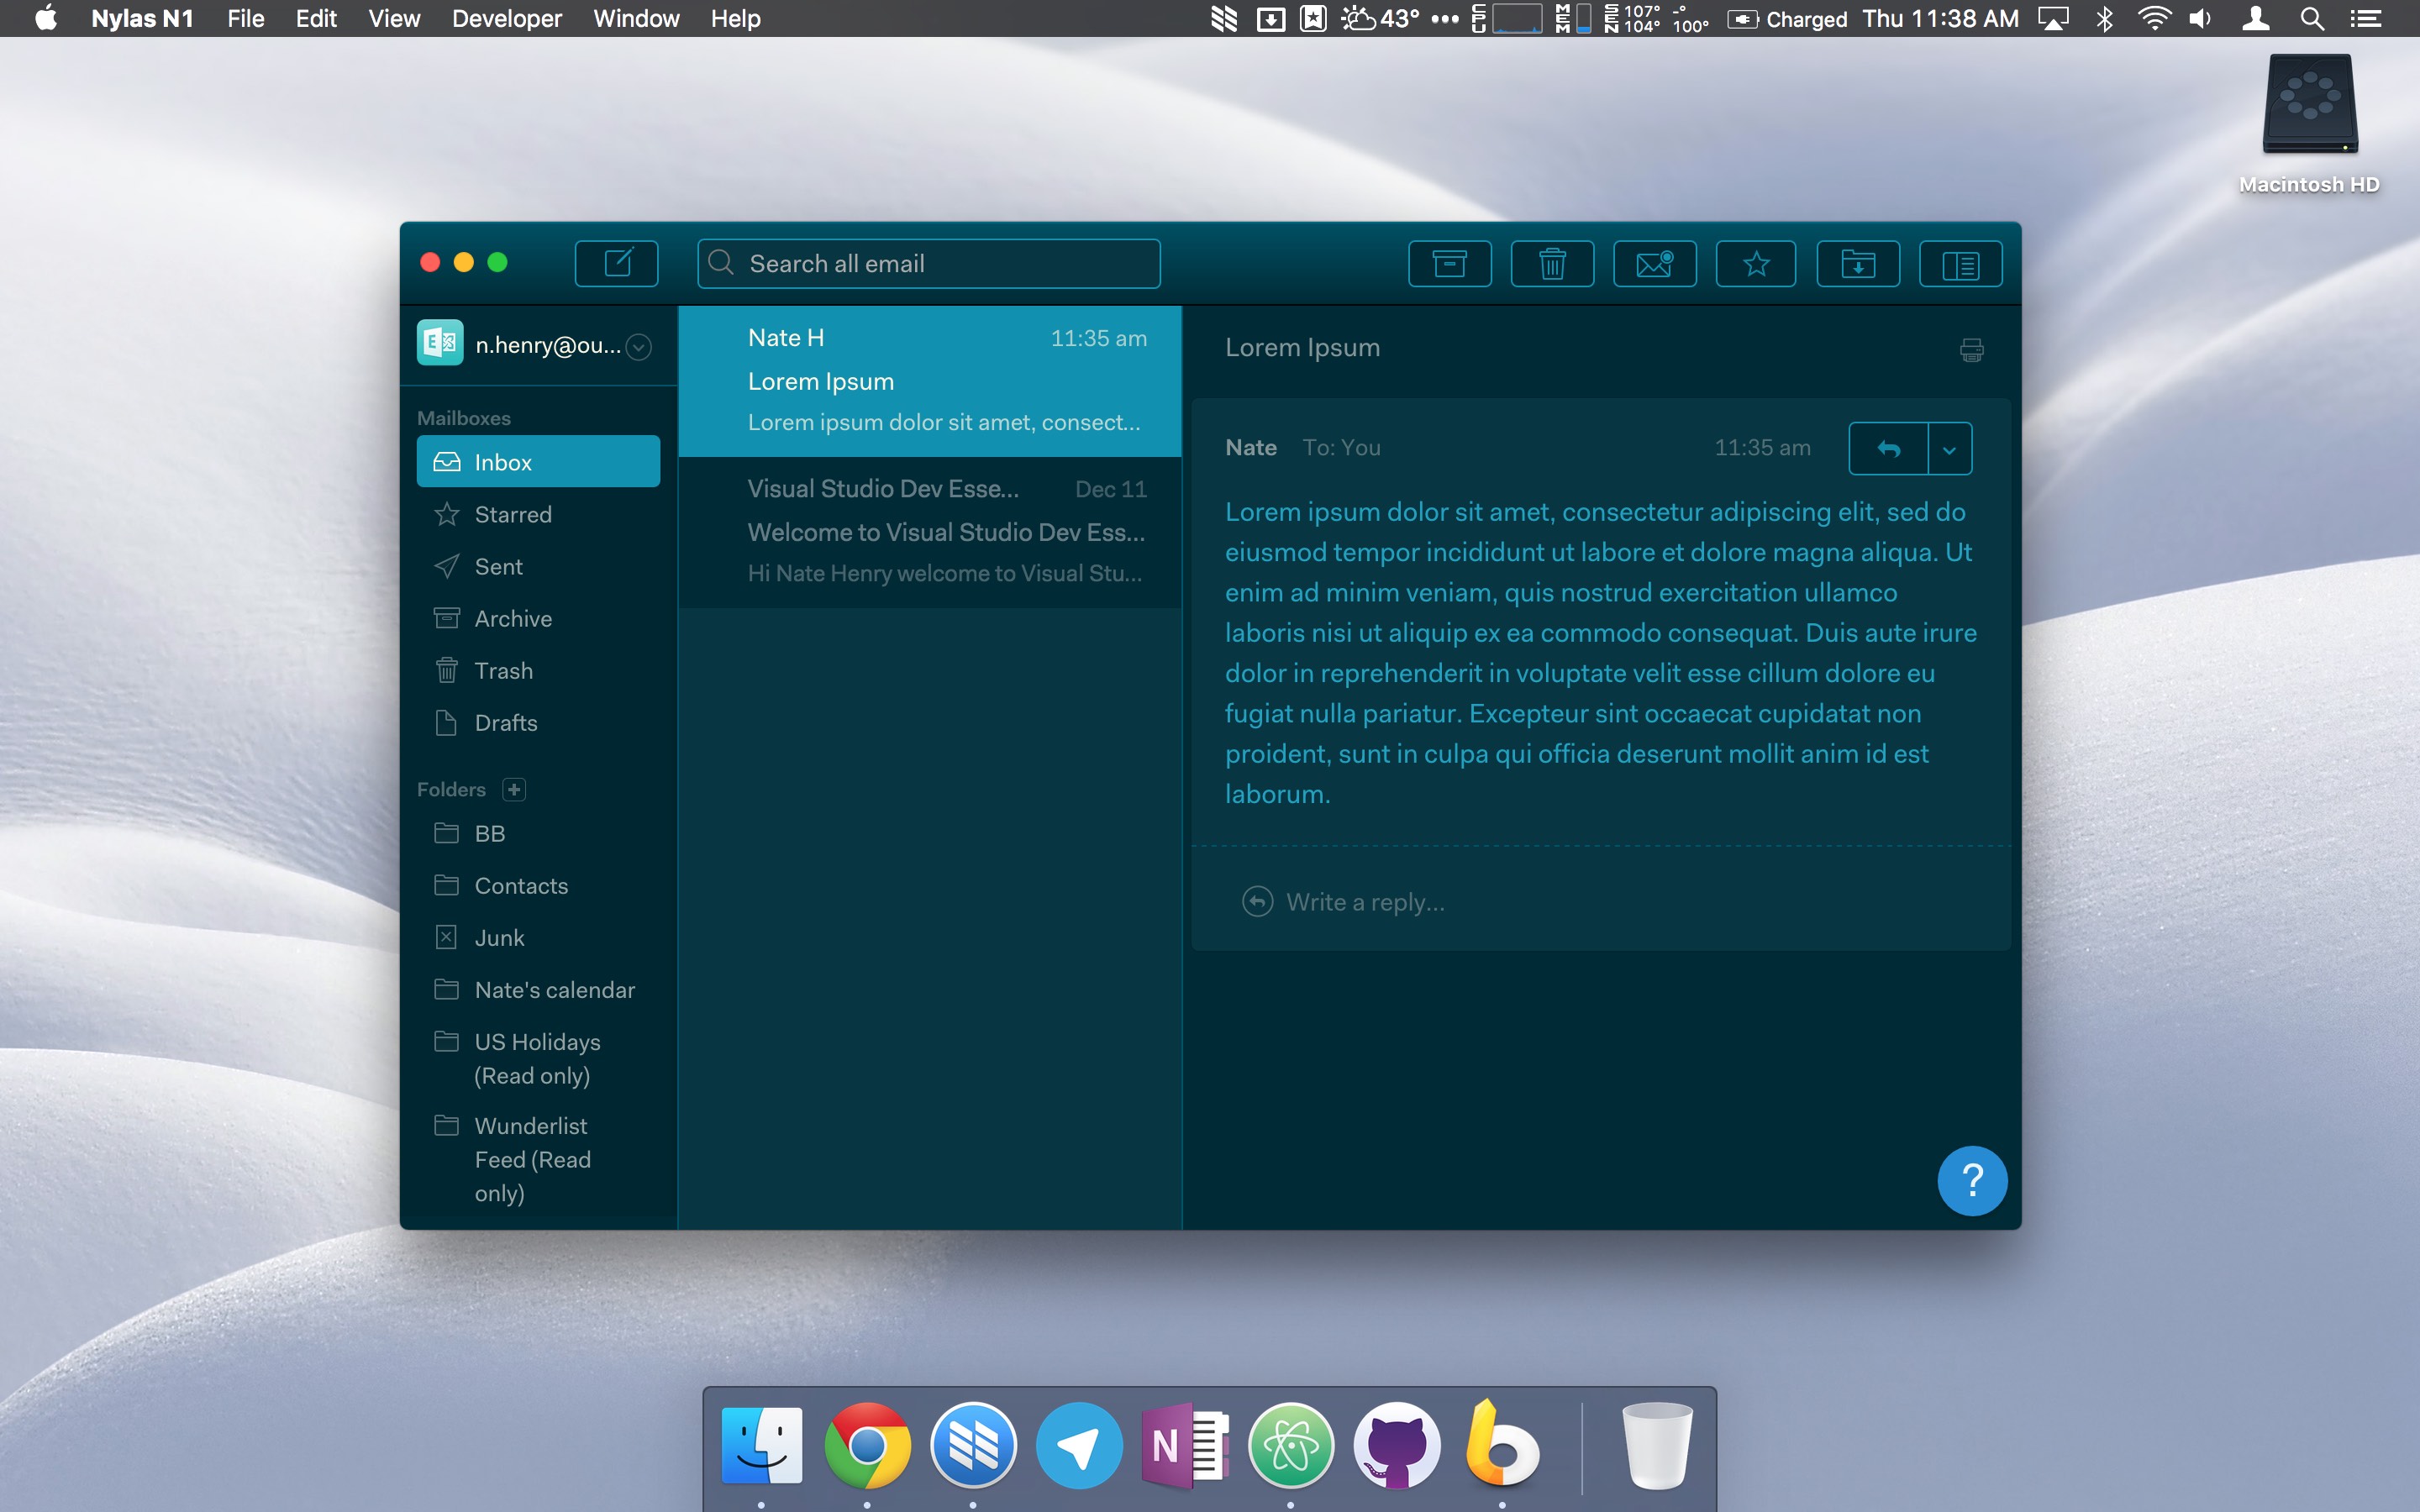 Nylas N1 File Edit View Developer Window Help
43° CPU MEM SEN 107° 104° -° 100° Charged Thu 11:38 AM
Macintosh HD
Search all email
n.henry@ou...
Mailboxes
Inbox
Starred
Sent
Archive
Trash
Drafts
Folders
BB
Contacts
Junk
Nate's calendar
US Holidays
(Read only)
Wunderlist
Feed (Read
only)
Nate H 11:35 am
Lorem Ipsum
Lorem ipsum dolor sit amet, consect...
Visual Studio Dev Esse... Dec 11
Welcome to Visual Studio Dev Ess...
Hi Nate Henry welcome to Visual Stu...
Lorem Ipsum
Nate To: You 11:35 am
Lorem ipsum dolor sit amet, consectetur adipiscing elit, sed do
eiusmod tempor incididunt ut labore et dolore magna aliqua. Ut
enim ad minim veniam, quis nostrud exercitation ullamco
laboris nisi ut aliquip ex ea commodo consequat. Duis aute irure
dolor in reprehenderit in voluptate velit esse cillum dolore eu
fugiat nulla pariatur. Excepteur sint occaecat cupidatat non
proident, sunt in culpa qui officia deserunt mollit anim id est
laborum.
Write a reply...
?
N